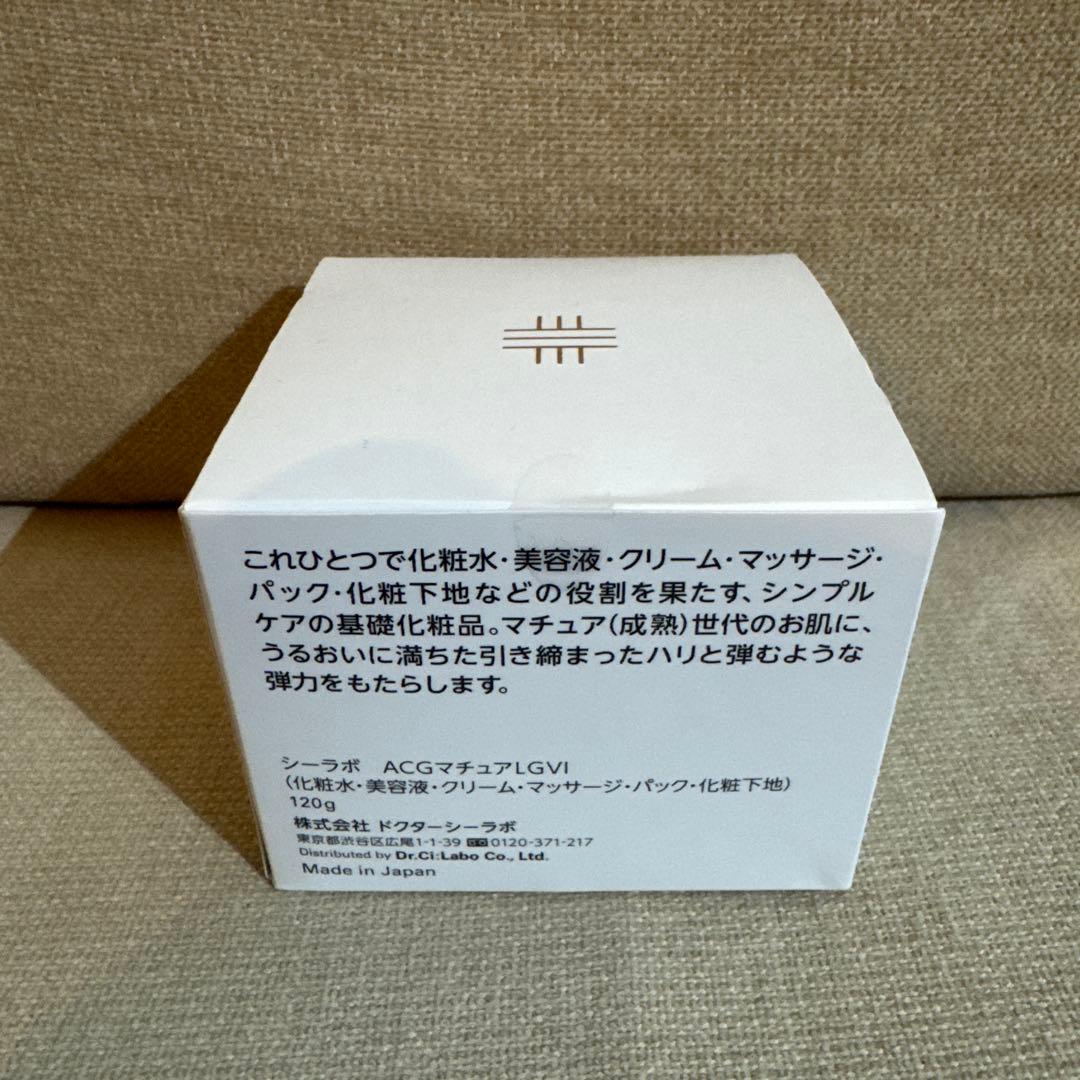 これひとつで化粧水・美容液・クリーム・マッサージ・
パック・化粧下地などの役割を果たす、シンプル
ケアの基礎化粧品。マチュア(成熟)世代のお肌に、
うるおいに満ちた引き締まったハリと弾むような
弾力をもたらします。
シーラボ ACGマチュアLGVI
(化粧水・美容液・クリーム・マッサージ・パック・化粧下地)
120g
株式会社 ドクターシーラボ
東京都渋谷区広尾1-1-39 0120-371-217
Distributed by Dr.Ci:Labo Co., Ltd.
Made in Japan